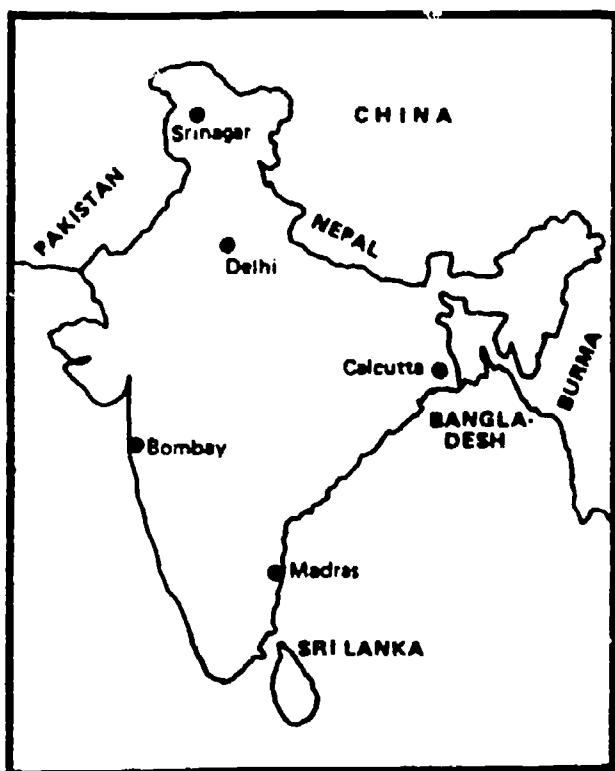 CHINA
Srinagar
PAKISTAN
NEPAL
Delhi
Calcutta
BURMA
BANGLA-
DESH
Bombay
Madras
SRI LANKA